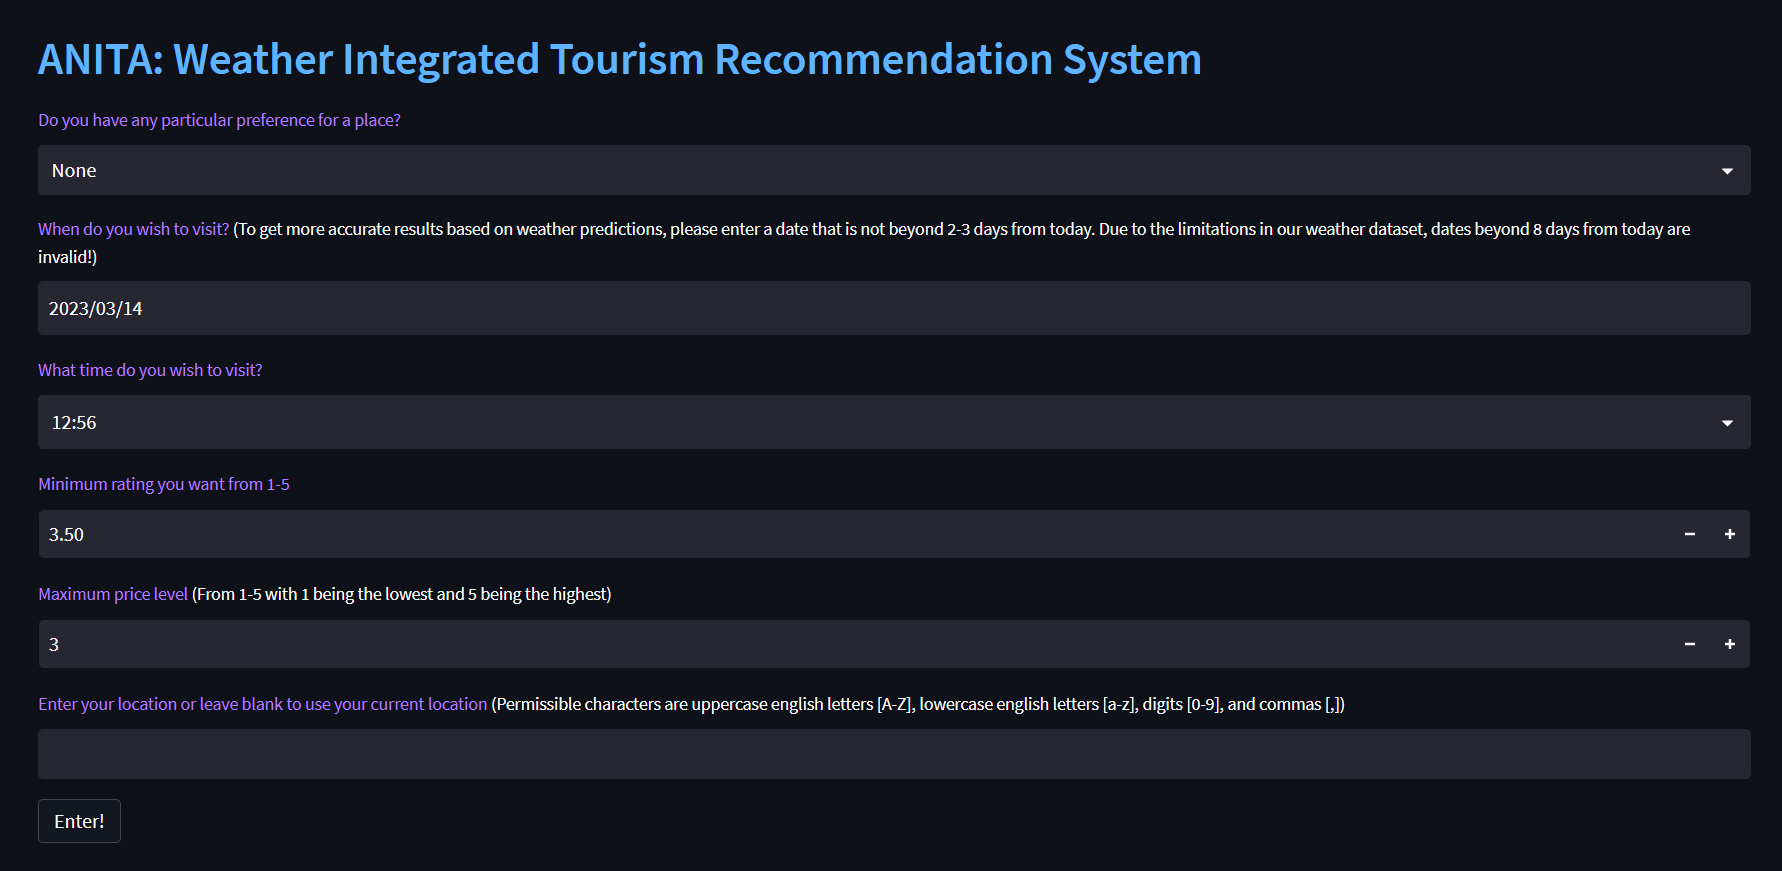 ANITA: Weather Integrated Tourism Recommendation System
Do you have any particular preference for a place?
None
When do you wish to visit? (To get more accurate results based on weather predictions, please enter a date that is not beyond 2-3 days from today. Due to the limitations in our weather dataset, dates beyond 8 days from today are
invalid!)
2023/03/14
What time do you wish to visit?
12:56
Minimum rating you want from 1-5
3.50
Maximum price level (From 1-5 with 1 being the lowest and 5 being the highest)
3
Enter your location or leave blank to use your current location (Permissible characters are uppercase english letters [A-Z], lowercase english letters [a-z], digits [0-9], and commas [,])
Enter!